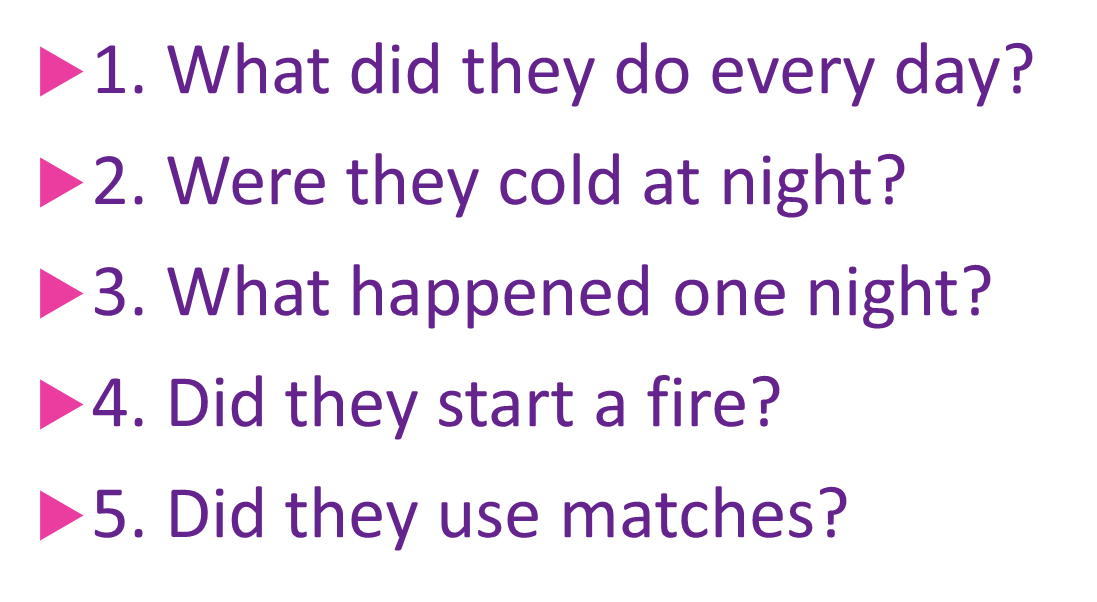 1. What did they do every day?
2. Were they cold at night?
3. What happened one night?
4. Did they start a fire?
5. Did they use matches?